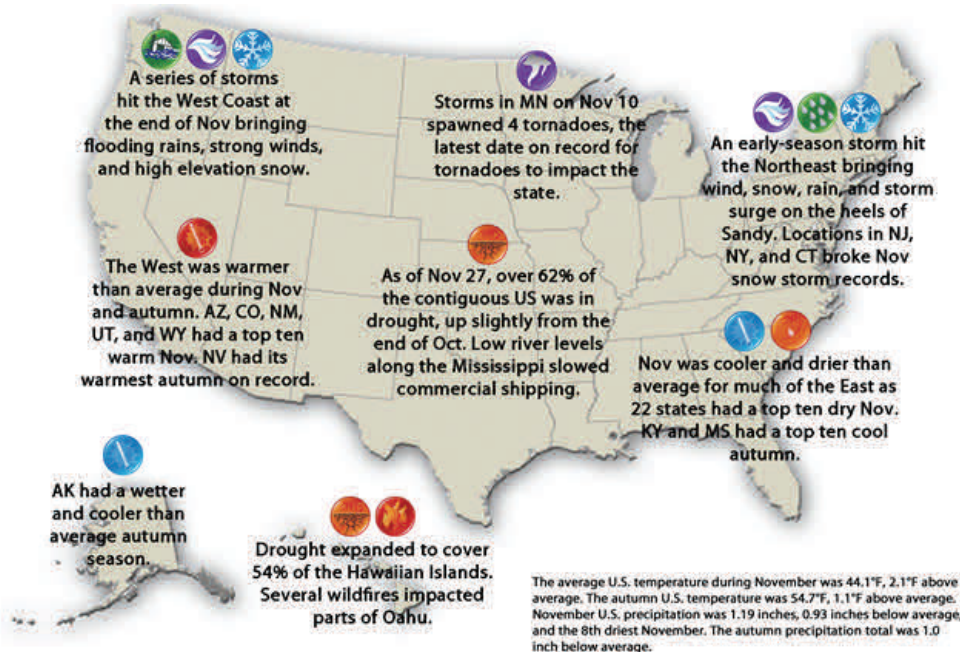 A series of storms
hit the West Coast at
the end of Nov bringing
flooding rains, strong winds,
and high elevation snow.
Storms in MN on Nov 10
spawned 4 tornadoes, the
latest date on record for
tornadoes to impact the
state.
An early-season storm hit
the Northeast bringing
wind, snow, rain, and storm
surge on the heels of
Sandy. Locations in NJ,
NY, and CT broke Nov
snow storm records.
The West was warmer
than average during Nov
and autumn. AZ, CO, NM,
UT, and WY had a top ten
warm Nov. NV had its
warmest autumn on record.
As of Nov 27, over 62% of
the contiguous US was in
drought, up slightly from the
end of Oct. Low river levels
along the Mississippi slowed
commercial shipping.
Nov was cooler and drier than
average for much of the East as
22 states had a top ten dry Nov.
KY and MS had a top ten cool
autumn.
AK had a wetter
and cooler than
average autumn
season.
Drought expanded to cover
54% of the Hawaiian Islands.
Several wildfires impacted
parts of Oahu.
The average U.S. temperature during November was 44.1°F, 2.1°F above
average. The autumn U.S. temperature was 54.7°F, 1.1°F above average.
November U.S. precipitation was 1.19 inches, 0.93 inches below average,
and the 8th driest November. The autumn precipitation total was 1.0
inch below average.